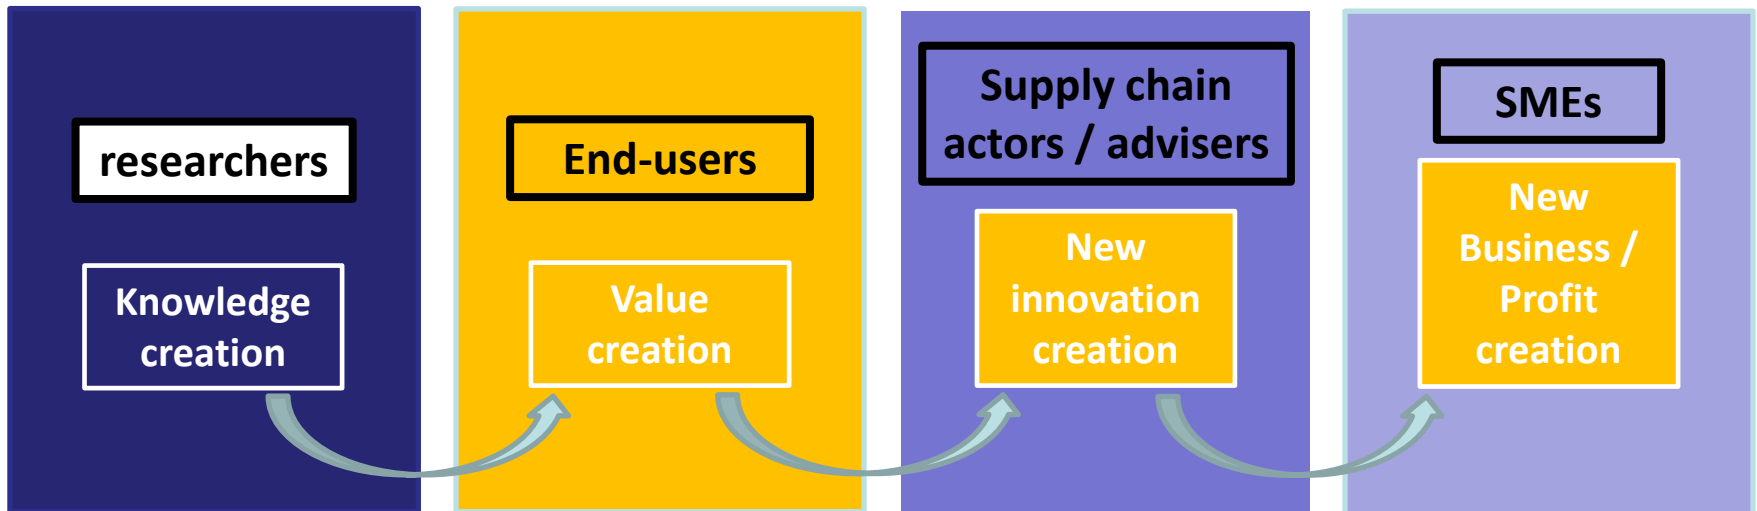 researchers
Knowledge
creation
End-users
Value
creation
Supply chain
actors / advisers
New
innovation
creation
SMEs
New
Business /
Profit
creation